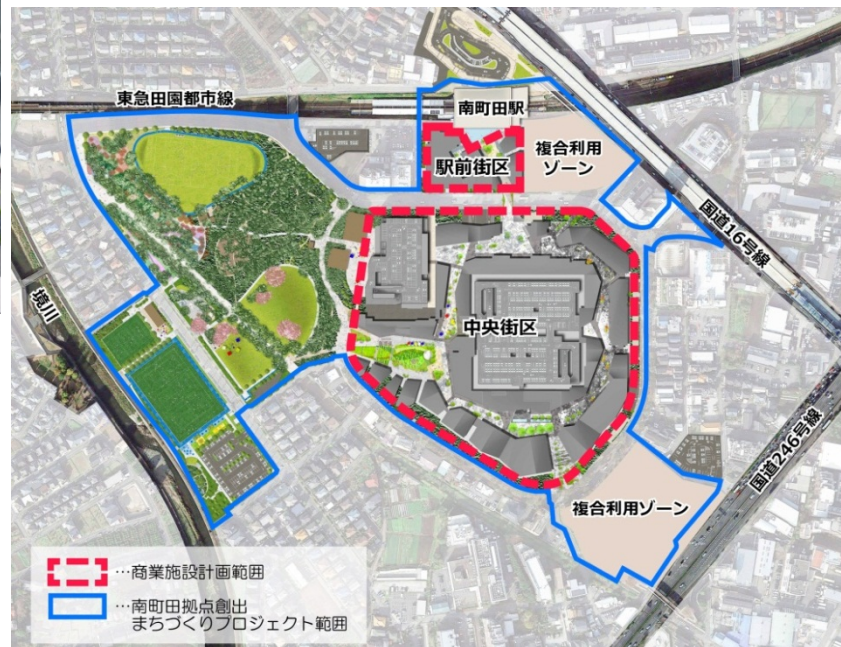 東急田園都市線
南町田駅
駅前街区
複合利用
ゾーン
国道16号線
境川
中央街区
国道246号線
複合利用ゾーン
…商業施設計画範囲
…南町田拠点創出
まちづくりプロジェクト範囲